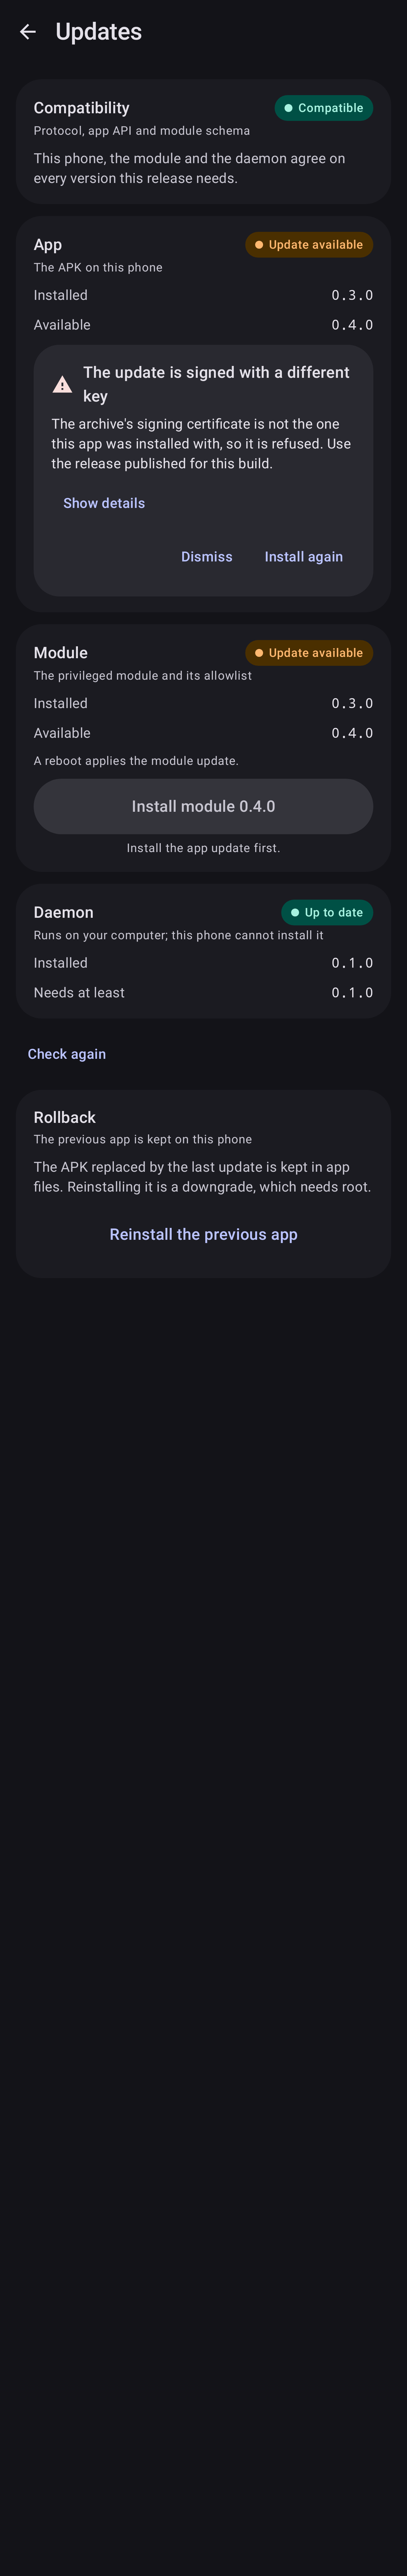 Updates
Compatibility
Compatible
Protocol, app API and module schema
This phone, the module and the daemon agree on
every version this release needs.
App
Update available
The APK on this phone
Installed 0.3.0
Available 0.4.0
The update is signed with a different
key
The archive's signing certificate is not the one
this app was installed with, so it is refused. Use
the release published for this build.
Show details
Dismiss Install again
Module
Update available
The privileged module and its allowlist
Installed 0.3.0
Available 0.4.0
A reboot applies the module update.
Install module 0.4.0
Install the app update first.
Daemon
Up to date
Runs on your computer; this phone cannot install it
Installed 0.1.0
Needs at least 0.1.0
Check again
Rollback
The previous app is kept on this phone
The APK replaced by the last update is kept in app
files. Reinstalling it is a downgrade, which needs root.
Reinstall the previous app